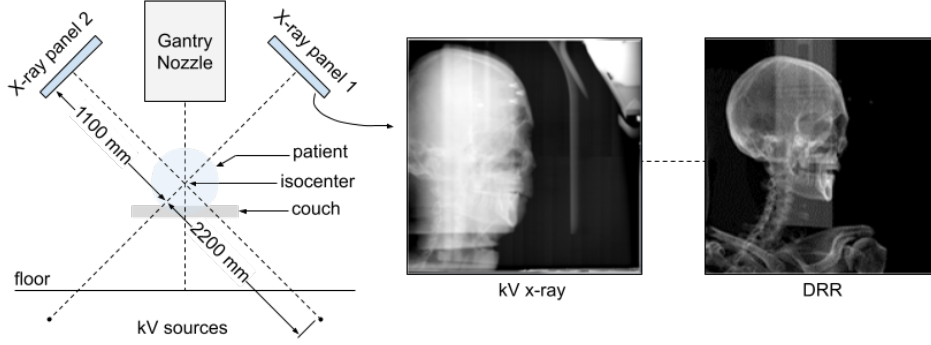 X-ray panel 2
Gantry
Nozzle
X-ray panel 1
1100 mm
patient
isocenter
couch
2200 mm
floor
kV sources
kV x-ray
DRR